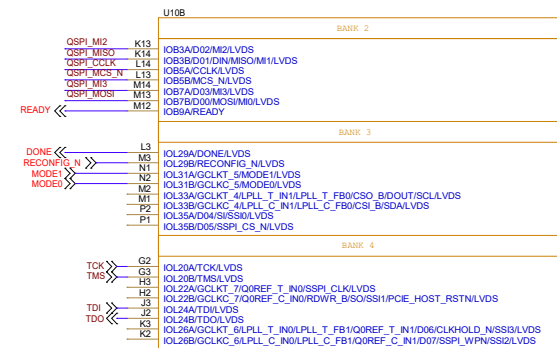 U10B
BANK 2
QSPI_MI2 K13 IOB3A/D02/MI2/LVDS
QSPI_MISO K14 IOB3B/D01/DIN/MISO/MI1/LVDS
QSPI_CCLK L14 IOB5A/CCLK/LVDS
QSPI_MCS_N L13 IOB5B/MCS_N/LVDS
QSPI_MI3 M14 IOB7A/D03/MI3/LVDS
QSPI_MOSI M13 IOB7B/D00/MOSI/MI0/LVDS
READY M12 IOB9A/READY
BANK 3
DONE L3 IOL29A/DONE/LVDS
RECONFIG_N M3 IOL29B/RECONFIG_N/LVDS
MODE1 N1 IOL31A/GCLKT_5/MODE1/LVDS
MODE0 N2 IOL31B/GCLKC_5/MODE0/LVDS
M2 IOL33A/GCLKT_4/LPLL_T_IN1/LPLL_T_FB0/CSO_B/DOUT/SCL/LVDS
M1 IOL33B/GCLKC_4/LPLL_C_IN1/LPLL_C_FB0/CSI_B/SDA/LVDS
P2 IOL35A/D04/SI/SSI0/LVDS
P1 IOL35B/D05/SSPI_CS_N/LVDS
BANK 4
TCK G2 IOL20A/TCK/LVDS
TMS G3 IOL20B/TMS/LVDS
H3 IOL22A/GCLKT_7/Q0REF_T_IN0/SSPI_CLK/LVDS
H2 IOL22B/GCLKC_7/Q0REF_C_IN0/RDWR_B/SO/SSI1/PCIE_HOST_RSTN/LVDS
TDI J3 IOL24A/TDI/LVDS
TDO J2 IOL24B/TDO/LVDS
K3 IOL26A/GCLKT_6/LPLL_T_IN0/LPLL_T_FB1/Q0REF_T_IN1/D06/CLKHOLD_N/SSI3/LVDS
K2 IOL26B/GCLKC_6/LPLL_C_IN0/LPLL_C_FB1/Q0REF_C_IN1/D07/SSPI_WPN/SSI2/LVDS